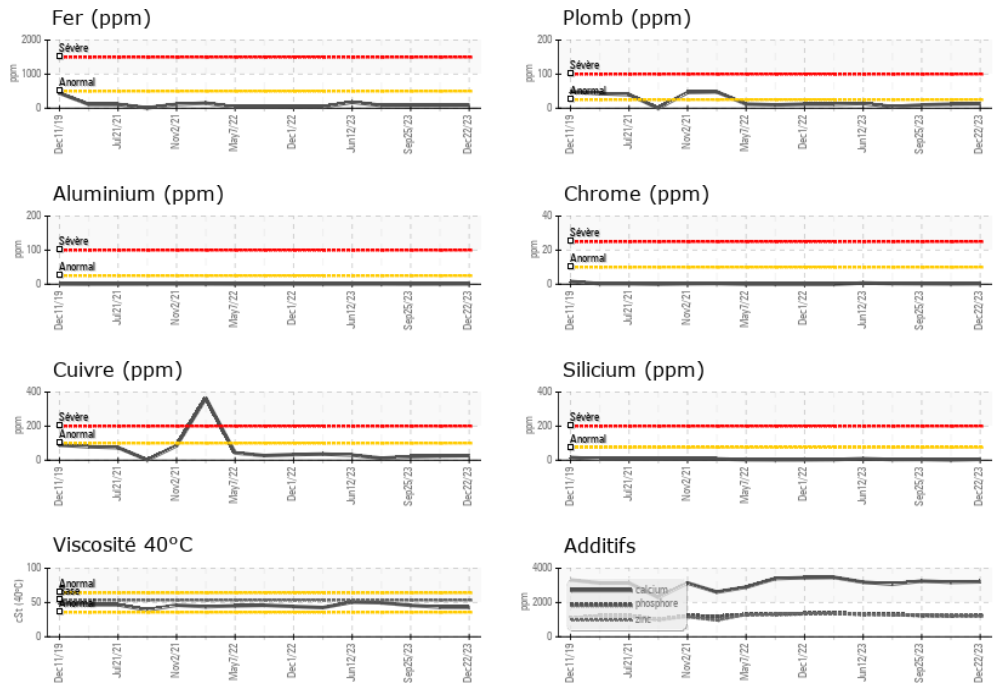 Fer (ppm)
2000
1000
0
ppm
Sévère
Anormal
Dec11/19
Jul21/21
Nov2/21
May7/22
Dec1/22
Jun12/23
Sep25/23
Dec22/23
Plomb (ppm)
200
100
0
ppm
Sévère
Anormal
Dec11/19
Jul21/21
Nov2/21
May7/22
Dec1/22
Jun12/23
Sep25/23
Dec22/23
Aluminium (ppm)
200
100
0
ppm
Sévère
Anormal
Dec11/19
Jul21/21
Nov2/21
May7/22
Dec1/22
Jun12/23
Sep25/23
Dec22/23
Chrome (ppm)
40
20
0
ppm
Sévère
Anormal
Dec11/19
Jul21/21
Nov2/21
May7/22
Dec1/22
Jun12/23
Sep25/23
Dec22/23
Cuivre (ppm)
400
200
0
ppm
Sévère
Anormal
Dec11/19
Jul21/21
Nov2/21
May7/22
Dec1/22
Jun12/23
Sep25/23
Dec22/23
Silicium (ppm)
400
200
0
ppm
Sévère
Anormal
Dec11/19
Jul21/21
Nov2/21
May7/22
Dec1/22
Jun12/23
Sep25/23
Dec22/23
Viscosité 40°C
100
50
0
cSt (40°C)
Anormal
Base
Anormal
Dec11/19
Jul21/21
Nov2/21
May7/22
Dec1/22
Jun12/23
Sep25/23
Dec22/23
Additifs
4000
2000
0
ppm
calcium
phosphore
zinc
Dec11/19
Jul21/21
Nov2/21
May7/22
Dec1/22
Jun12/23
Sep25/23
Dec22/23